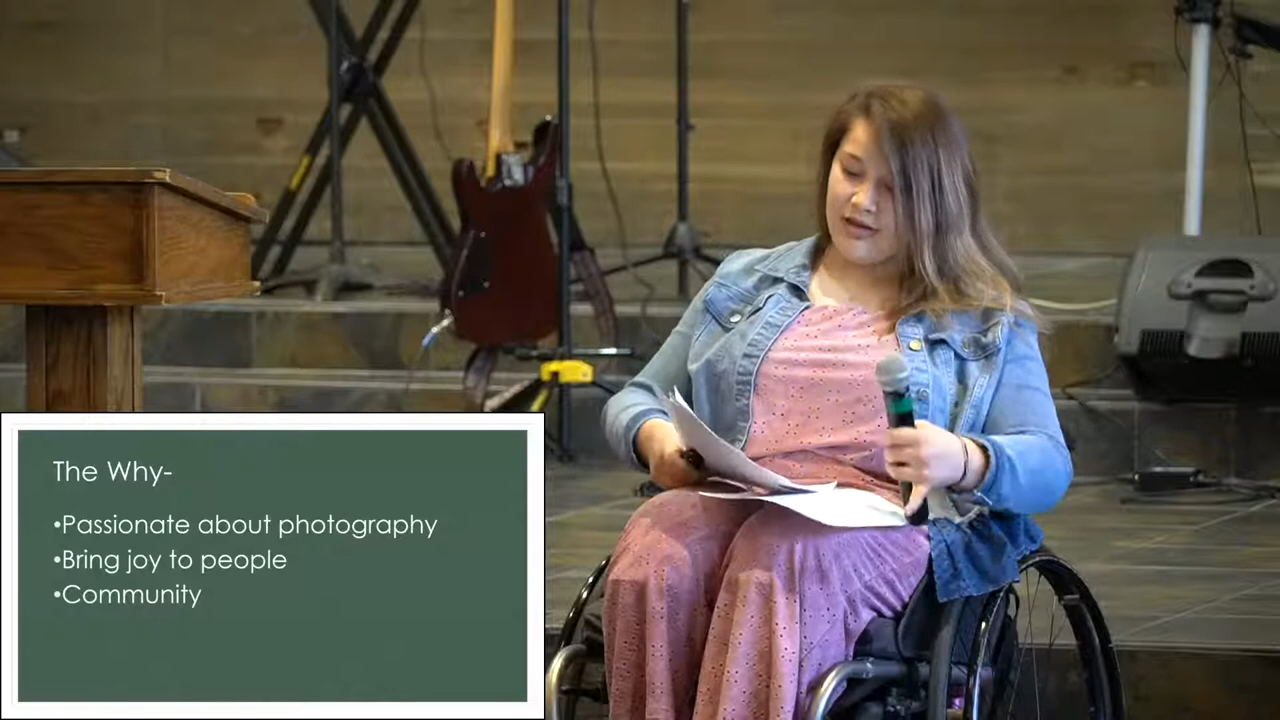 The Why-
•Passionate about photography
•Bring joy to people
•Community